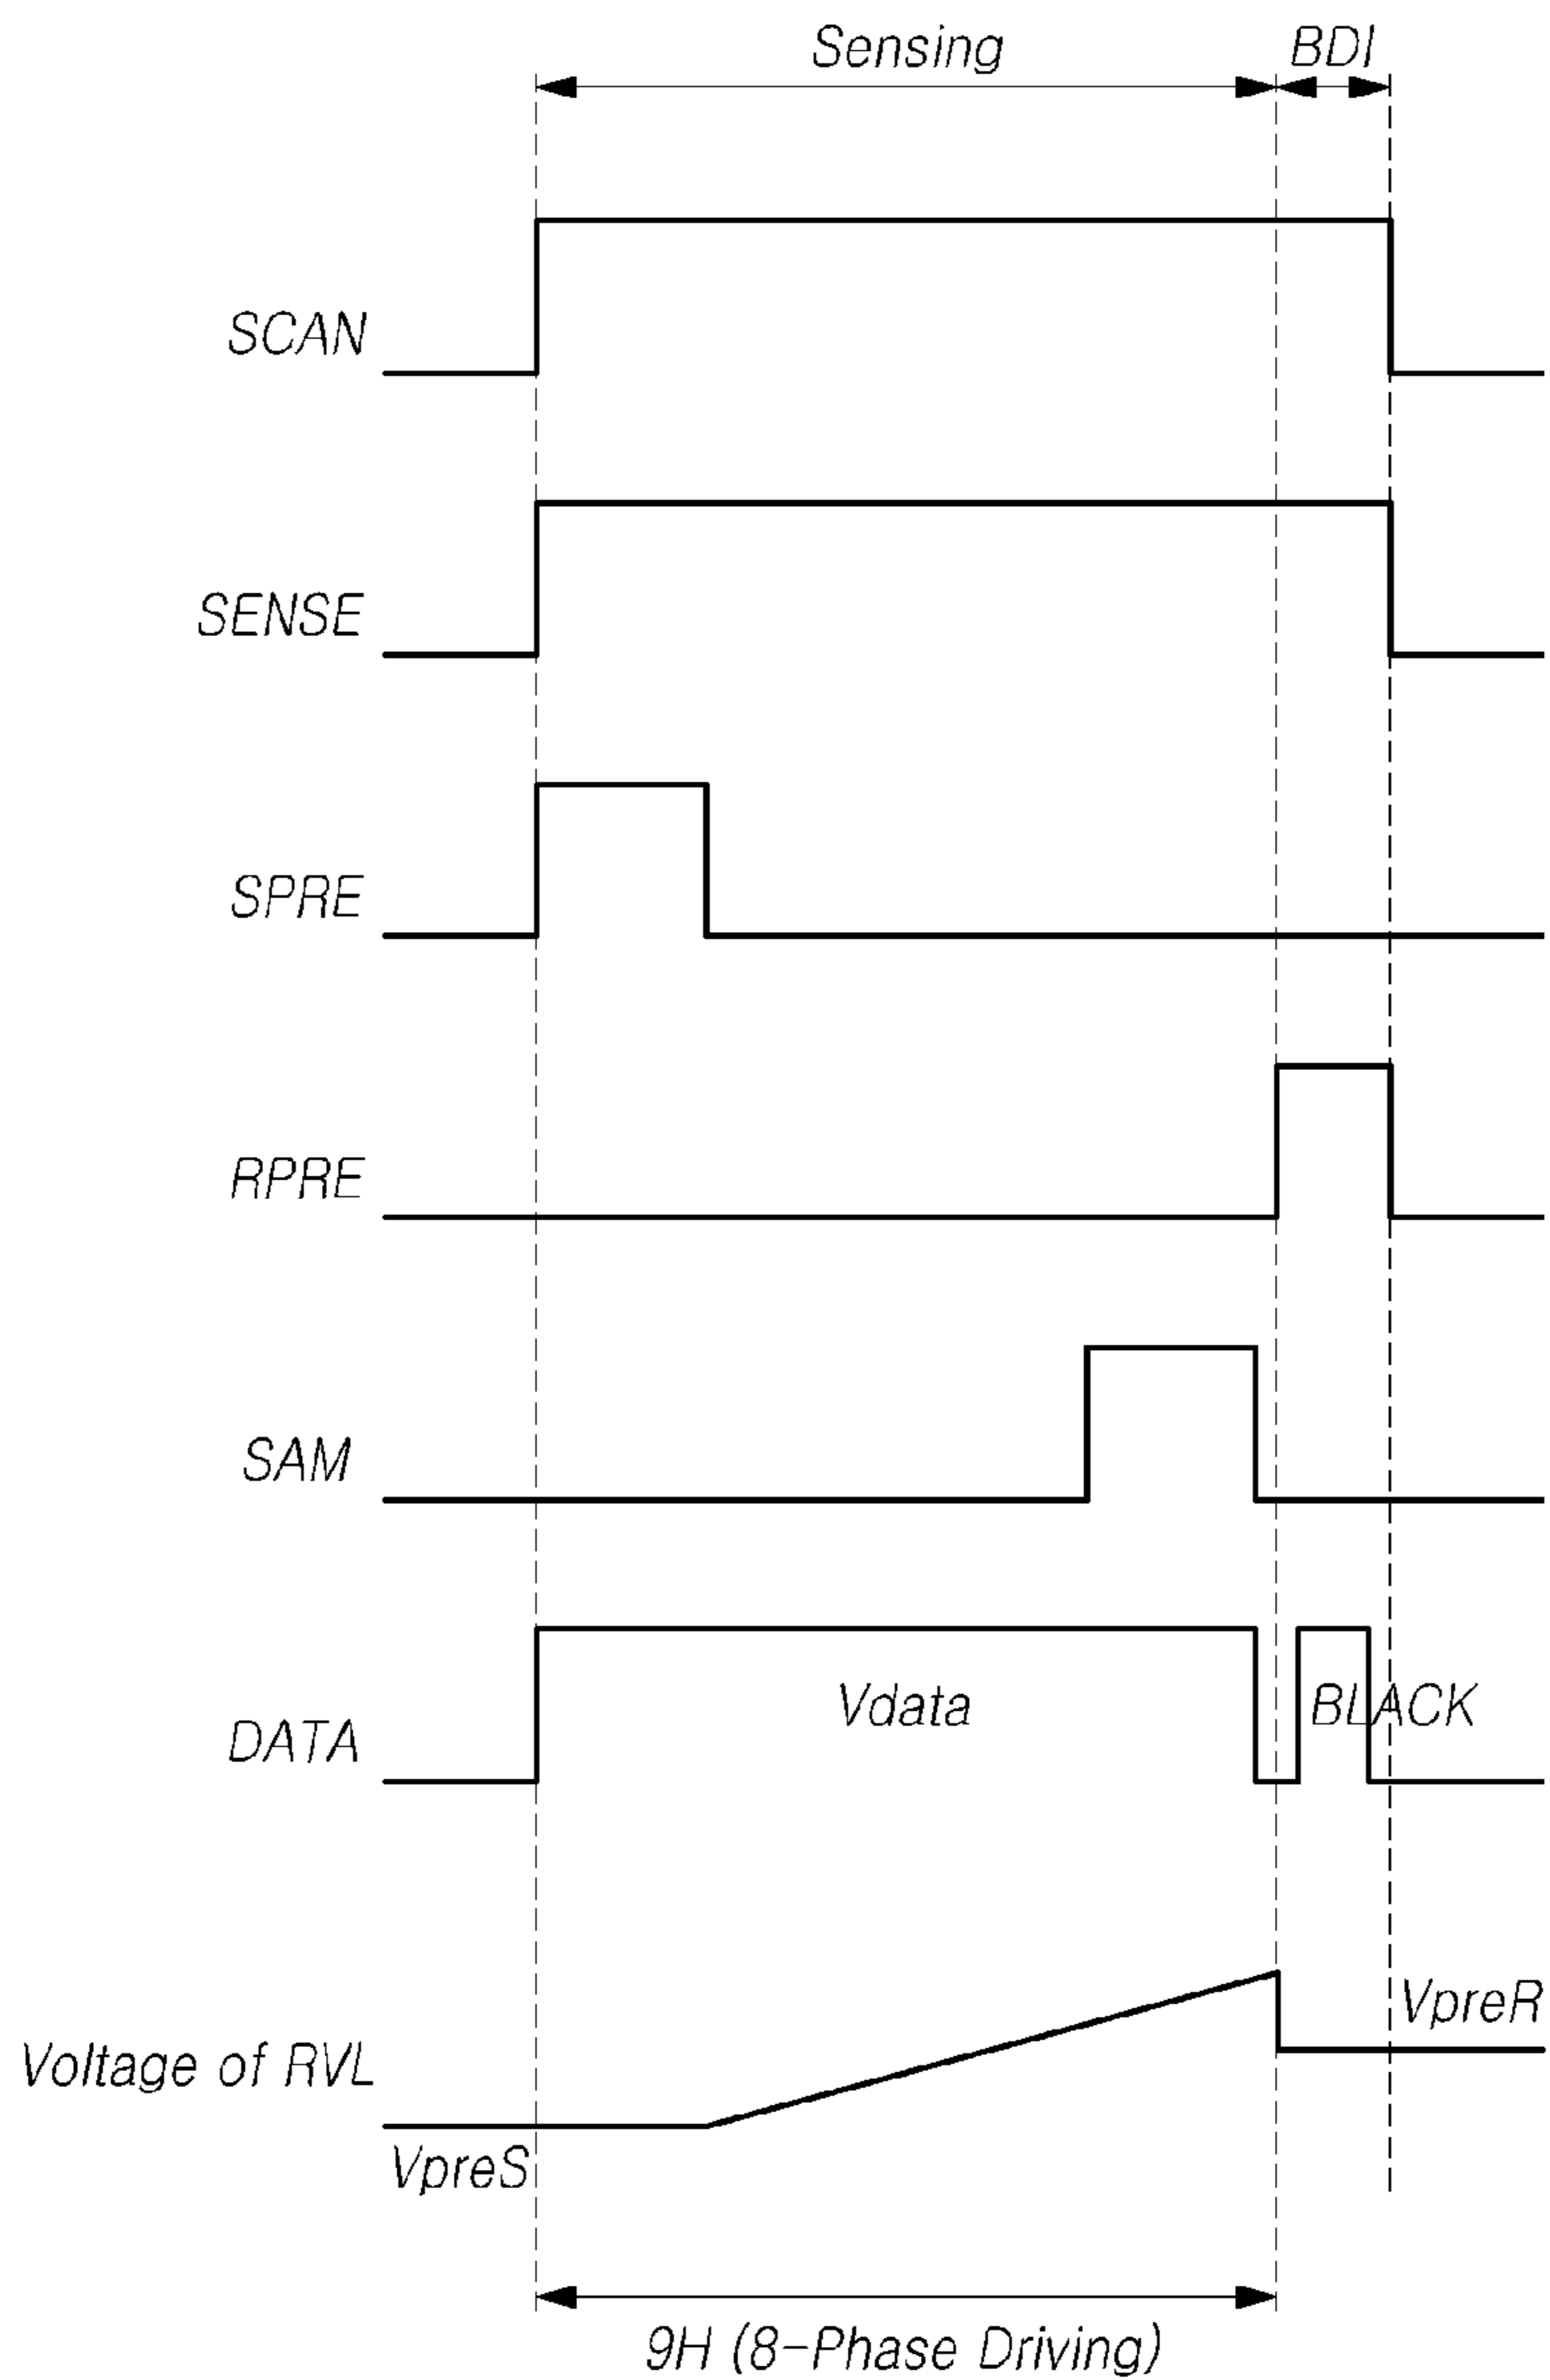 Sensing
BDI
SCAN
SENSE
SPRE
RPRE
SAM
DATA
Vdata
BLACK
Voltage of RVL
VpreR
VpreS
9H (8-Phase Driving)